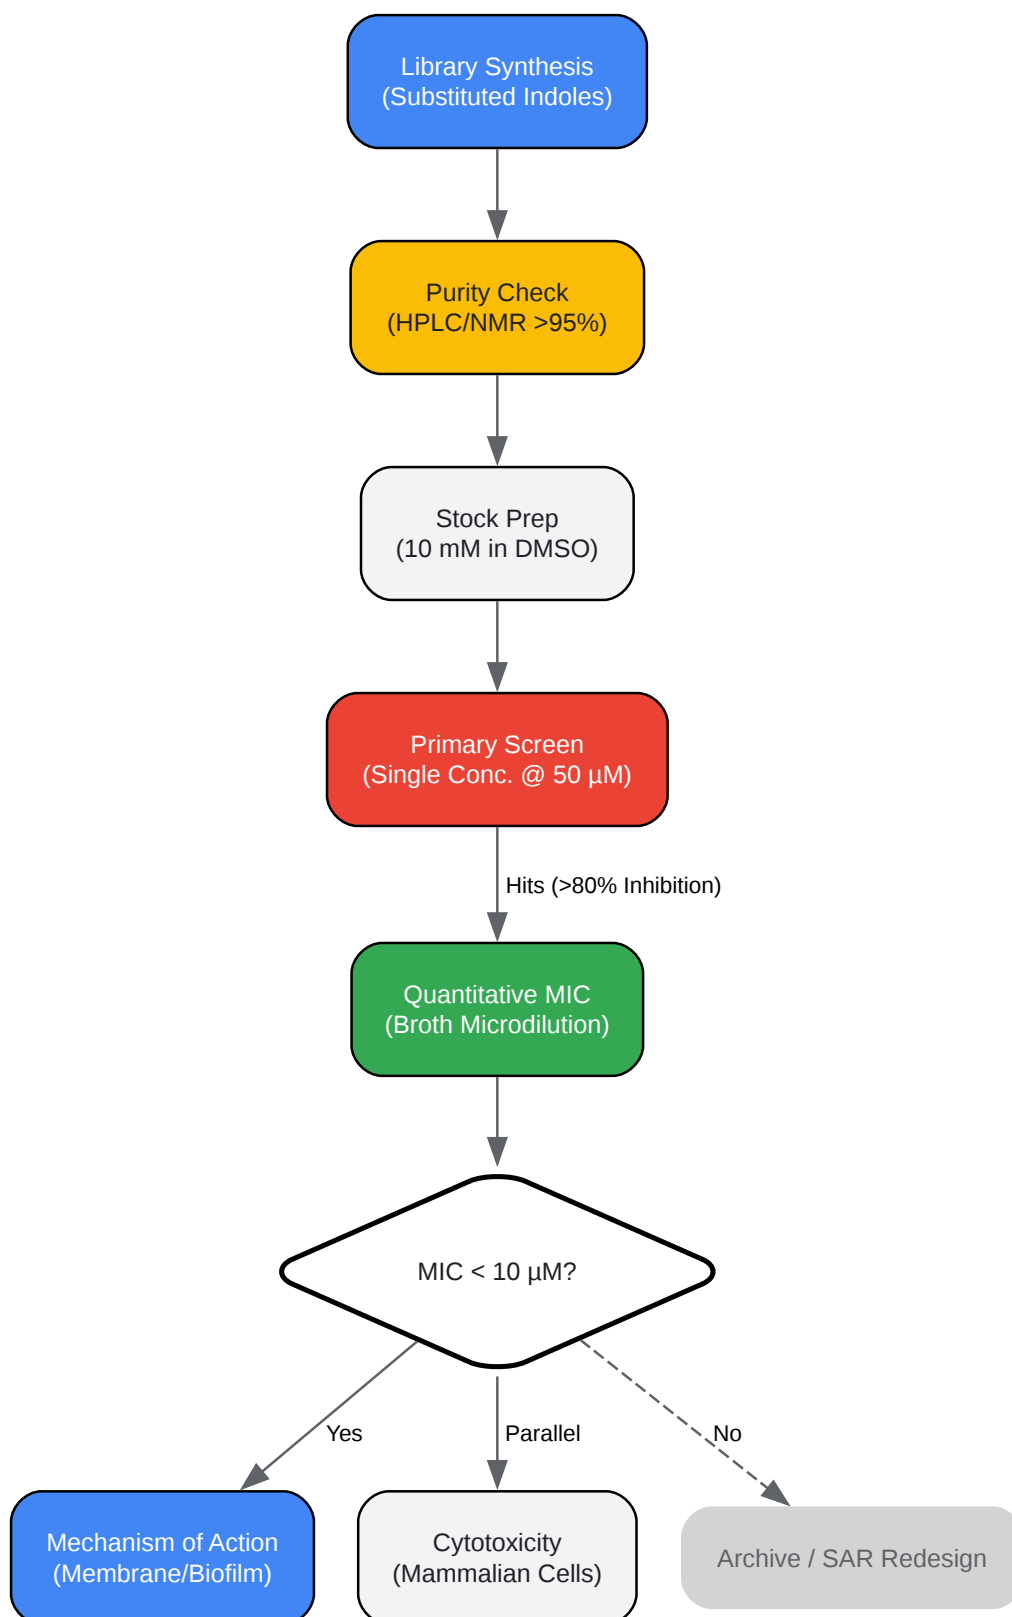 Library Synthesis
(Substituted Indoles)
Purity Check
(HPLC/NMR >95%)
Stock Prep
(10 mM in DMSO)
Primary Screen
(Single Conc. @ 50 µM)
Hits (>80% Inhibition)
Quantitative MIC
(Broth Microdilution)
MIC < 10 µM?
Yes
Parallel
No
Mechanism of Action
(Membrane/Biofilm)
Cytotoxicity
(Mammalian Cells)
Archive / SAR Redesign